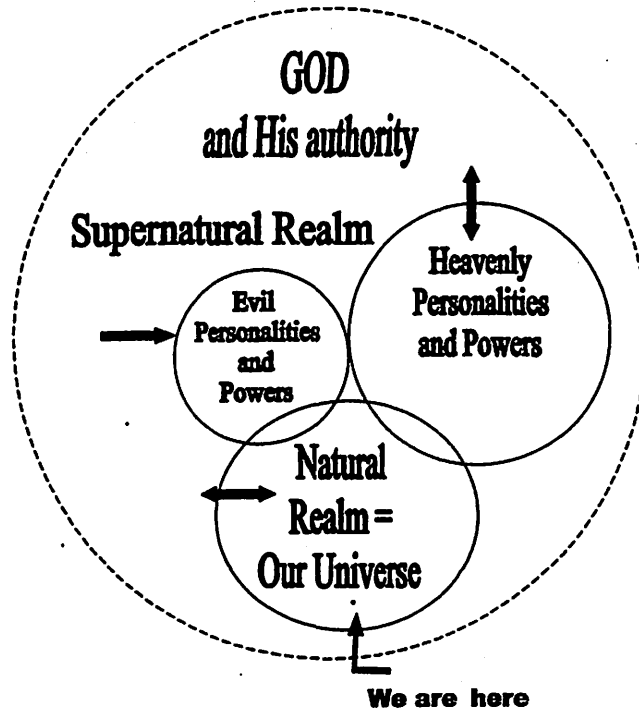 GOD
and His authority
Supernatural Realm
Heavenly
Personalities
and Powers
Evil
Personalities
and
Powers
Natural
Realm =
Our Universe
We are here